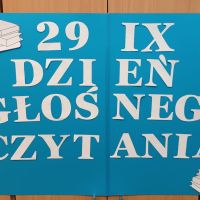 29 IX
DZIEŃ
GŁOŚNEG
CZYTANIA